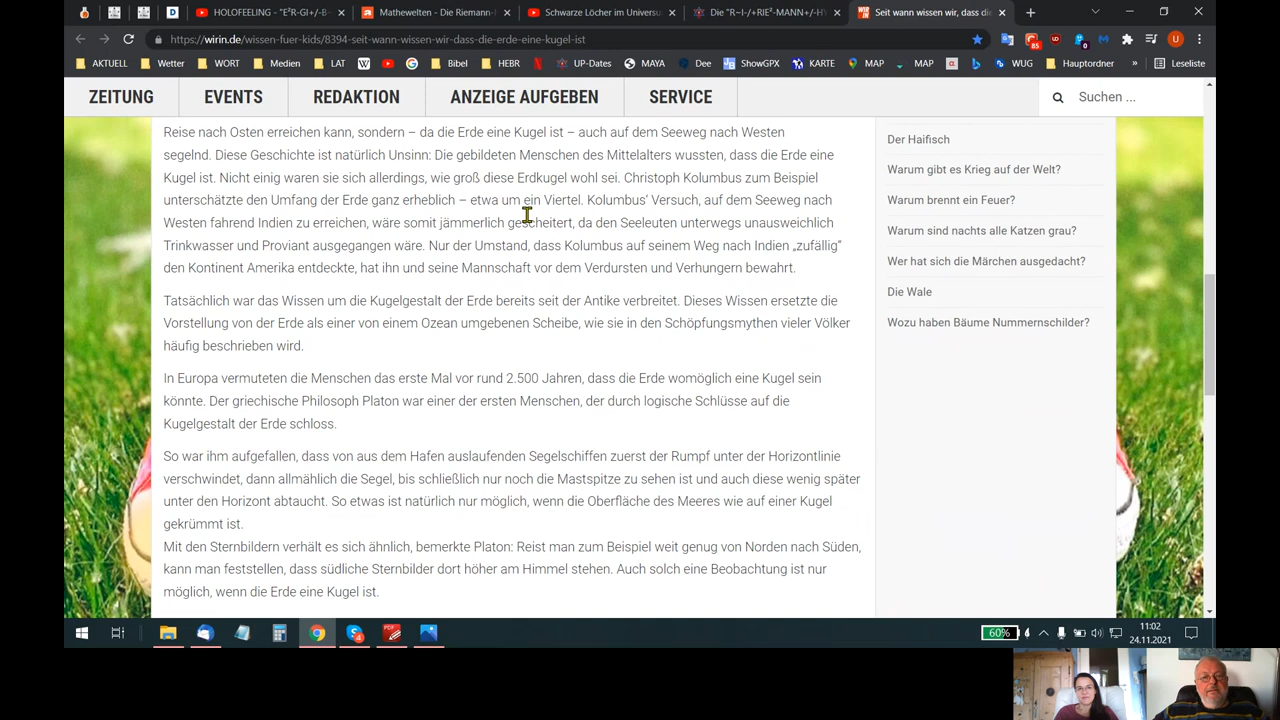 HOLOFEELING - "E²R-GI+/-B-
Mathewelten - Die Riemann-H
Schwarze Löcher im Universu
Die "R~I-/+RIE²-MANN+/-H
Seit wann wissen wir, dass die
https://wirin.de/wissen-fuer-kids/8394-seit-wann-wissen-wir-dass-die-erde-eine-kugel-ist
85
0
U
AKTUELL Wetter WORT Medien LAT W G Bibel HEBR N UP-Dates MAYA Dee ShowGPX KARTE MAP MAP α b WUG Hauptordner » Leseliste
ZEITUNG EVENTS REDAKTION ANZEIGE AUFGEBEN SERVICE Suchen ...
Reise nach Osten erreichen kann, sondern – da die Erde eine Kugel ist – auch auf dem Seeweg nach Westen
segelnd. Diese Geschichte ist natürlich Unsinn: Die gebildeten Menschen des Mittelalters wussten, dass die Erde eine
Kugel ist. Nicht einig waren sie sich allerdings, wie groß diese Erdkugel wohl sei. Christoph Kolumbus zum Beispiel
unterschätzte den Umfang der Erde ganz erheblich – etwa um ein Viertel. Kolumbus’ Versuch, auf dem Seeweg nach
Westen fahrend Indien zu erreichen, wäre somit jämmerlich gescheitert, da den Seeleuten unterwegs unausweichlich
Trinkwasser und Proviant ausgegangen wäre. Nur der Umstand, dass Kolumbus auf seinem Weg nach Indien „zufällig“
den Kontinent Amerika entdeckte, hat ihn und seine Mannschaft vor dem Verdursten und Verhungern bewahrt.
Tatsächlich war das Wissen um die Kugelgestalt der Erde bereits seit der Antike verbreitet. Dieses Wissen ersetzte die
Vorstellung von der Erde als einer von einem Ozean umgebenen Scheibe, wie sie in den Schöpfungsmythen vieler Völker
häufig beschrieben wird.
In Europa vermuteten die Menschen das erste Mal vor rund 2.500 Jahren, dass die Erde womöglich eine Kugel sein
könnte. Der griechische Philosoph Platon war einer der ersten Menschen, der durch logische Schlüsse auf die
Kugelgestalt der Erde schloss.
So war ihm aufgefallen, dass von aus dem Hafen auslaufenden Segelschiffen zuerst der Rumpf unter der Horizontlinie
verschwindet, dann allmählich die Segel, bis schließlich nur noch die Mastspitze zu sehen ist und auch diese wenig später
unter den Horizont abtaucht. So etwas ist natürlich nur möglich, wenn die Oberfläche des Meeres wie auf einer Kugel
gekrümmt ist.
Mit den Sternbildern verhält es sich ähnlich, bemerkte Platon: Reist man zum Beispiel weit genug von Norden nach Süden,
kann man feststellen, dass südliche Sternbilder dort höher am Himmel stehen. Auch solch eine Beobachtung ist nur
möglich, wenn die Erde eine Kugel ist.
Der Haifisch
Warum gibt es Krieg auf der Welt?
Warum brennt ein Feuer?
Warum sind nachts alle Katzen grau?
Wer hat sich die Märchen ausgedacht?
Die Wale
Wozu haben Bäume Nummernschilder?
60%
11:02
24.11.2021